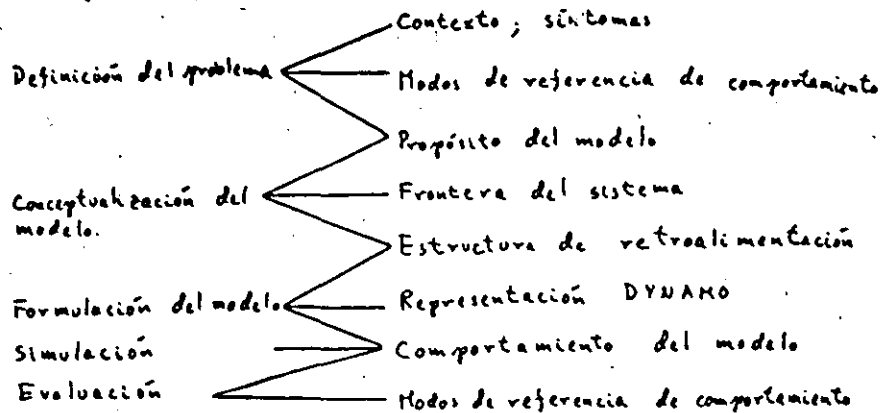 Contexto; síntomas
Definición del problema
Modos de referencia de comportamiento
Propósito del modelo
Conceptualización del
modelo.
Frontera del sistema
Estructura de retroalimentación
Formulación del modelo
Representación DYNAMO
Simulación
Comportamiento del modelo
Evaluación
Modos de referencia de comportamiento